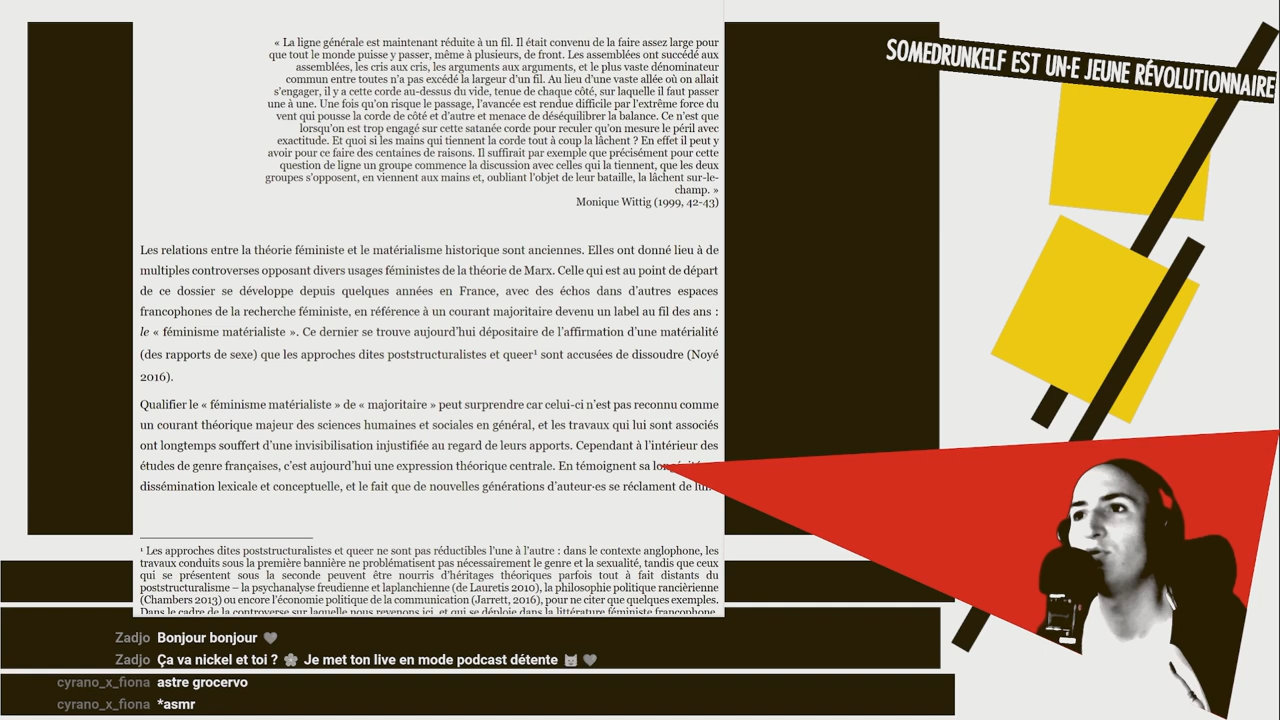 « La ligne générale est maintenant réduite à un fil. Il était convenu de la faire assez large pour
que tout le monde puisse y passer, même à plusieurs, de front. Les assemblées ont succédé aux
assemblées, les cris aux cris, les arguments aux arguments, et le plus vaste dénominateur
commun entre toutes n'a pas excédé la largeur d'un fil. Au lieu d'une vaste allée où on allait
s'engager, il y a cette corde au-dessus du vide, tenue de chaque côté, sur laquelle il faut passer
une à une. Une fois qu'on risque le passage, l'avancée est rendue difficile par l'extrême force du
vent qui pousse la corde de côté et d'autre et menace de déséquilibrer la balance. Ce n'est que
lorsqu'on est trop engagé sur cette satanée corde pour reculer qu'on mesure le péril avec
exactitude. Et quoi si les mains qui tiennent la corde tout à coup la lâchent ? En effet il peut y
avoir pour ce faire des centaines de raisons. Il suffirait par exemple que précisément pour cette
question de ligne un groupe commence la discussion avec celles qui la tiennent, que les deux
groupes s'opposent, en viennent aux mains et, oubliant l'objet de leur bataille, la lâchent sur-le-
champ. »
Monique Wittig (1999, 42-43)
Les relations entre la théorie féministe et le matérialisme historique sont anciennes. Elles ont donné lieu à de
multiples controverses opposant divers usages féministes de la théorie de Marx. Celle qui est au point de départ
de ce dossier se développe depuis quelques années en France, avec des échos dans d'autres espaces
francophones de la recherche féministe, en référence à un courant majoritaire devenu un label au fil des ans :
le « féminisme matérialiste ». Ce dernier se trouve aujourd'hui dépositaire de l'affirmation d'une matérialité
(des rapports de sexe) que les approches dites poststructuralistes et queer¹ sont accusées de dissoudre (Noyé
2016).
Qualifier le « féminisme matérialiste » de « majoritaire » peut surprendre car celui-ci n'est pas reconnu comme
un courant théorique majeur des sciences humaines et sociales en général, et les travaux qui lui sont associés
ont longtemps souffert d'une invisibilisation injustifiée au regard de leurs apports. Cependant à l'intérieur des
études de genre françaises, c'est aujourd'hui une expression théorique centrale. En témoignent sa
dissémination lexicale et conceptuelle, et le fait que de nouvelles générations d'auteur·es se réclament de
¹ Les approches dites poststructuralistes et queer ne sont pas réductibles l'une à l'autre : dans le contexte anglophone, les
travaux conduits sous la première bannière ne problématisent pas nécessairement le genre et la sexualité, tandis que ceux
qui se présentent sous la seconde peuvent être nourris d'héritages théoriques parfois tout à fait distants du
poststructuralisme – la psychanalyse freudienne et laplanchienne (de Lauretis 2010), la philosophie politique rancièrienne
(Chambers 2013) ou encore l'économie politique de la communication (Jarrett, 2016), pour ne citer que quelques exemples.
Dans le cadre de la controverse sur laquelle nous revenons ici, et qui se déploie dans la littérature féministe francophone,
SOMEDRUNKELF EST UN·E JEUNE RÉVOLUTIONNAIRE
Zadjo Bonjour bonjour
Zadjo Ça va nickel et toi ? Je met ton live en mode podcast détente
cyrano_x_fiona astre grocervo
cyrano_x_fiona *asmr